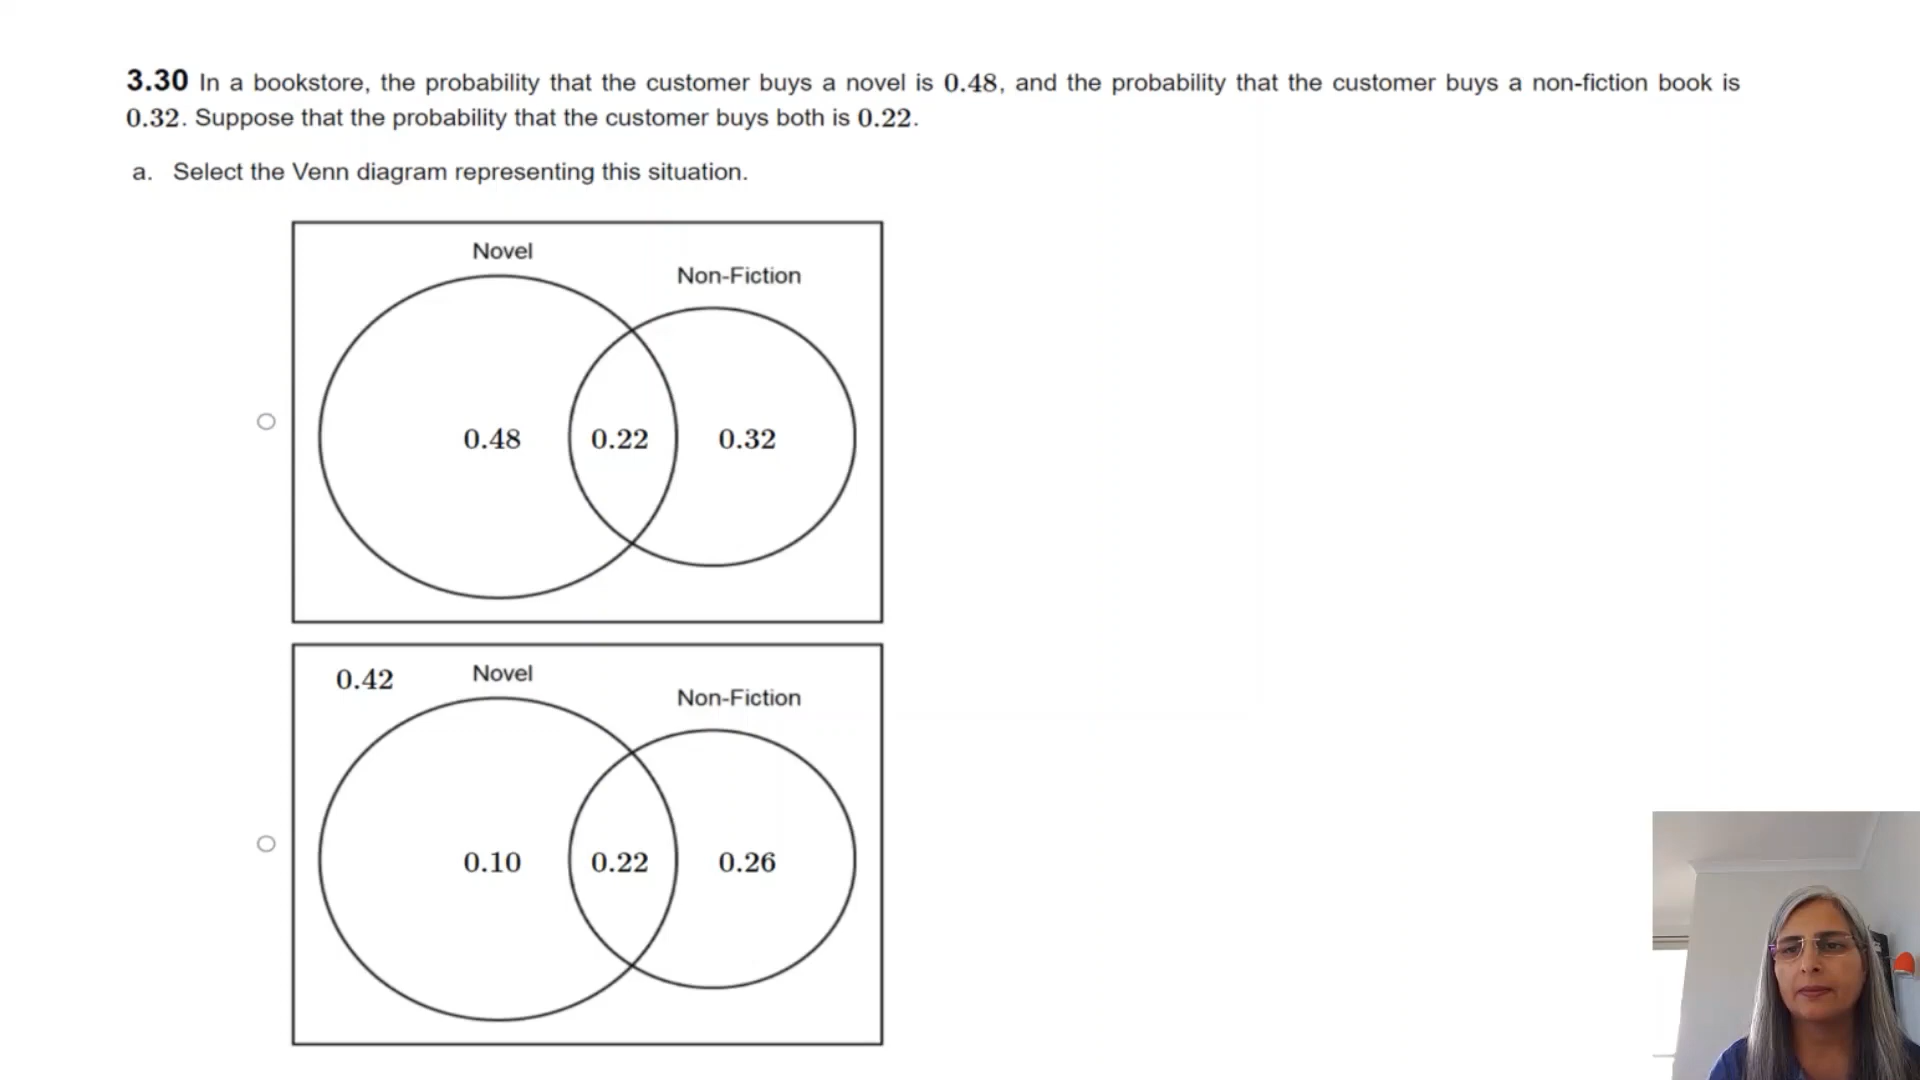 3.30 In a bookstore, the probability that the customer buys a novel is 0.48, and the probability that the customer buys a non-fiction book is
0.32. Suppose that the probability that the customer buys both is 0.22.
a. Select the Venn diagram representing this situation.
Novel
Non-Fiction
0.48 0.22 0.32
0.42 Novel
Non-Fiction
0.10 0.22 0.26